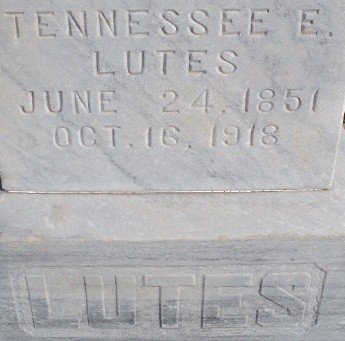 TENNESSEE E.
LUTES
JUNE 24, 1851
OCT. 16, 1918
LUTES